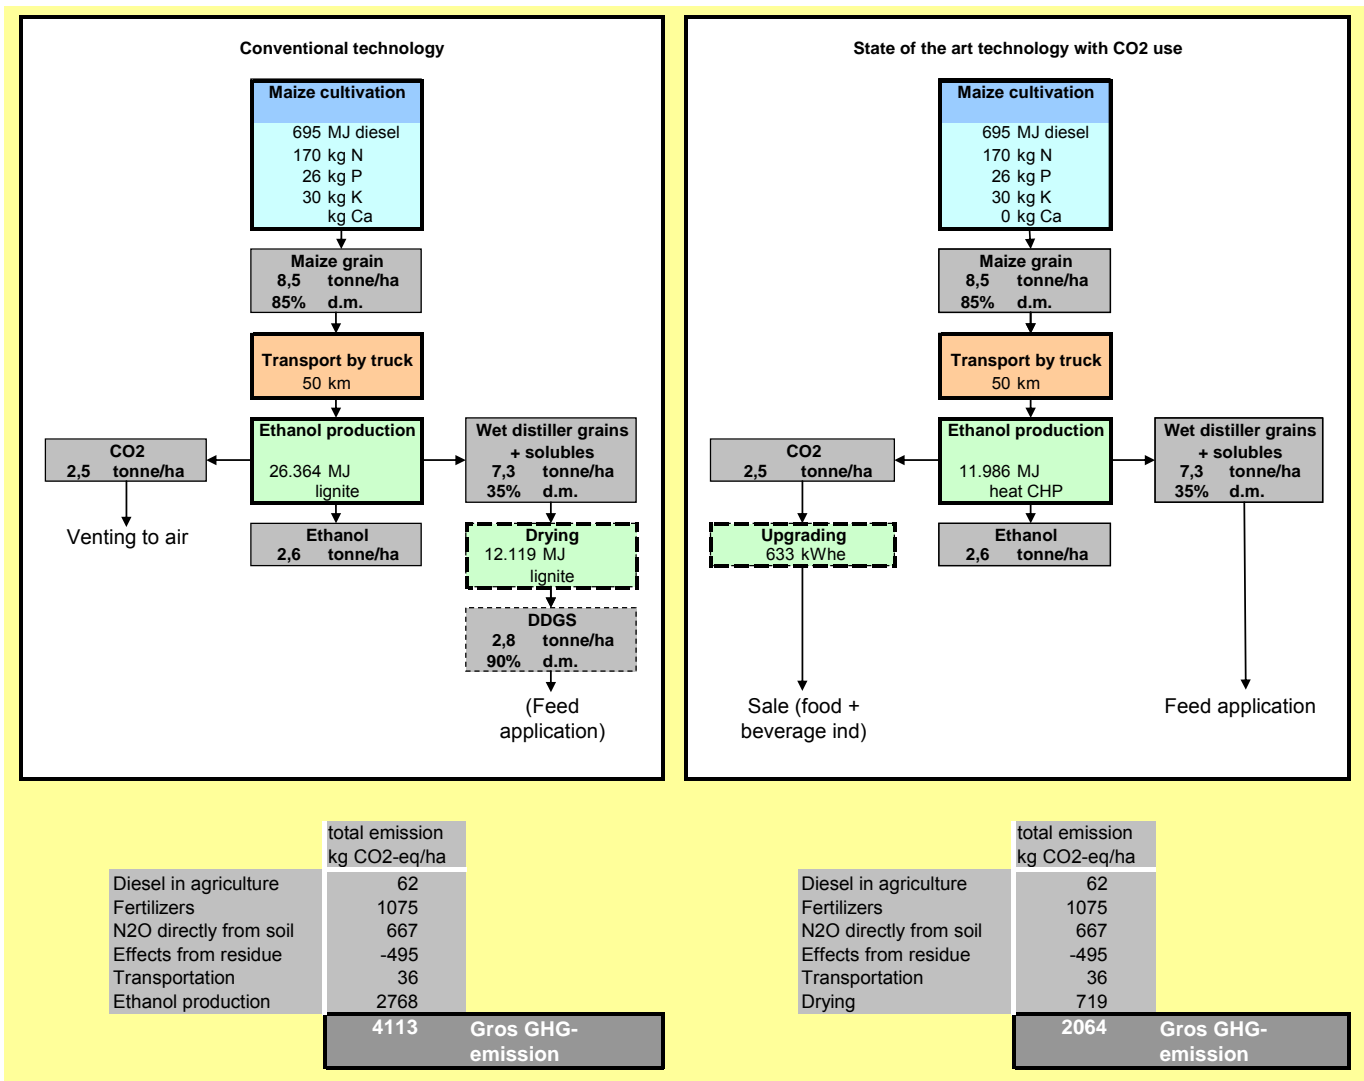 Conventional technology
Maize cultivation
695 MJ diesel
170 kg N
26 kg P
30 kg K
kg Ca
Maize grain
8,5 tonne/ha
85% d.m.
Transport by truck
50 km
Ethanol production
26.364 MJ
lignite
CO2
2,5 tonne/ha
Venting to air
Ethanol
2,6 tonne/ha
Wet distiller grains
+ solubles
7,3 tonne/ha
35% d.m.
Drying
12.119 MJ
lignite
DDGS
2,8 tonne/ha
90% d.m.
(Feed
application)
State of the art technology with CO2 use
Maize cultivation
695 MJ diesel
170 kg N
26 kg P
30 kg K
0 kg Ca
Maize grain
8,5 tonne/ha
85% d.m.
Transport by truck
50 km
Ethanol production
11.986 MJ
heat CHP
CO2
2,5 tonne/ha
Upgrading
633 kWhe
Sale (food +
beverage ind)
Ethanol
2,6 tonne/ha
Wet distiller grains
+ solubles
7,3 tonne/ha
35% d.m.
Feed application
total emission
kg CO2-eq/ha
Diesel in agriculture 62
Fertilizers 1075
N2O directly from soil 667
Effects from residue -495
Transportation 36
Ethanol production 2768
4113 Gros GHG-
emission
total emission
kg CO2-eq/ha
Diesel in agriculture 62
Fertilizers 1075
N2O directly from soil 667
Effects from residue -495
Transportation 36
Drying 719
2064 Gros GHG-
emission